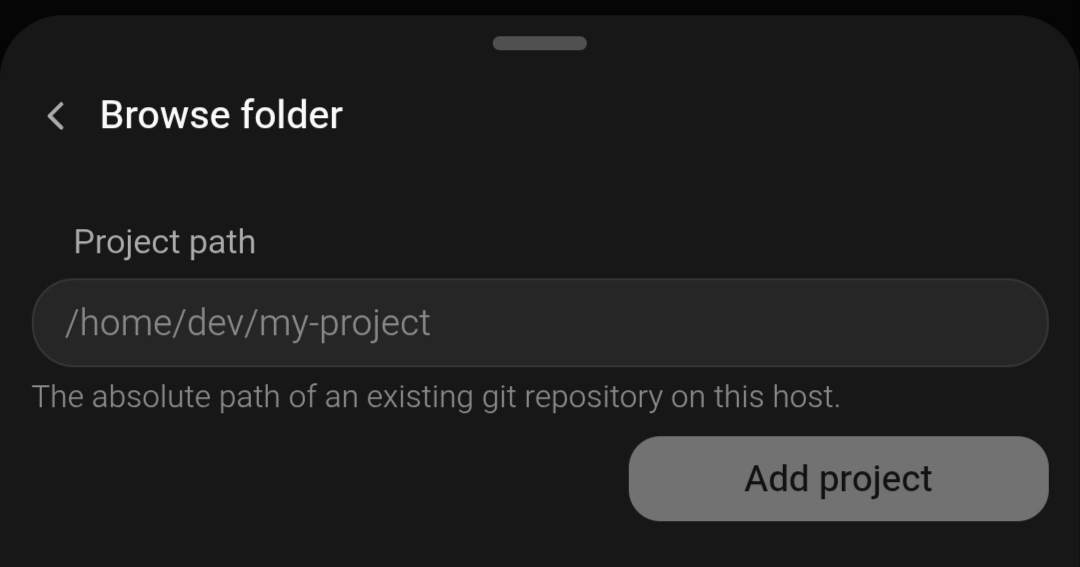 Browse folder
Project path
/home/dev/my-project
The absolute path of an existing git repository on this host.
Add project